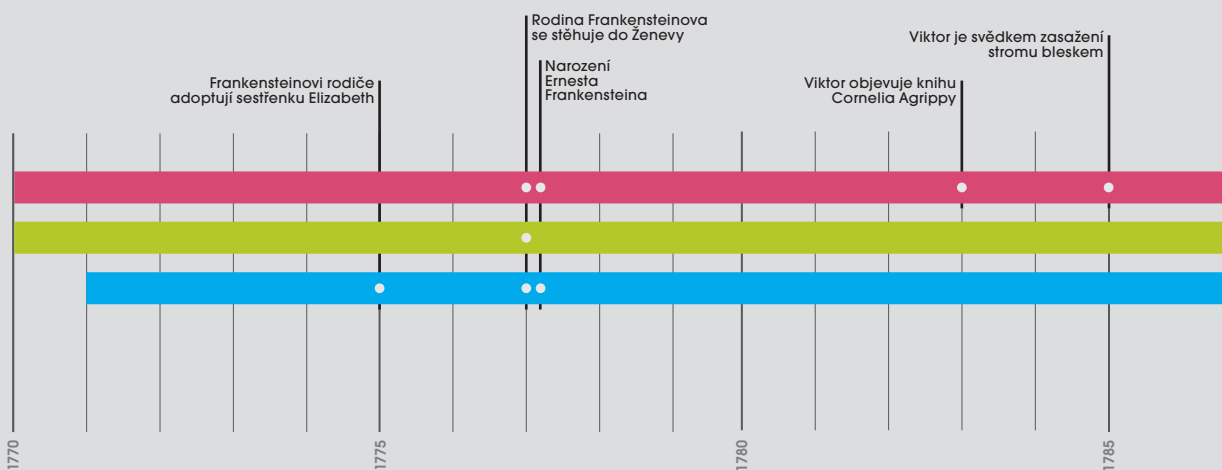 Rodina Frankensteinova
se stěhuje do Ženevy
Viktor je svědkem zasažení
stromu bleskem
Narození
Ernesta
Frankensteina
Frankensteinovi rodiče
adoptují sestřenku Elizabeth
Viktor objevuje knihu
Cornelia Agrippy
1770
1775
1780
1785